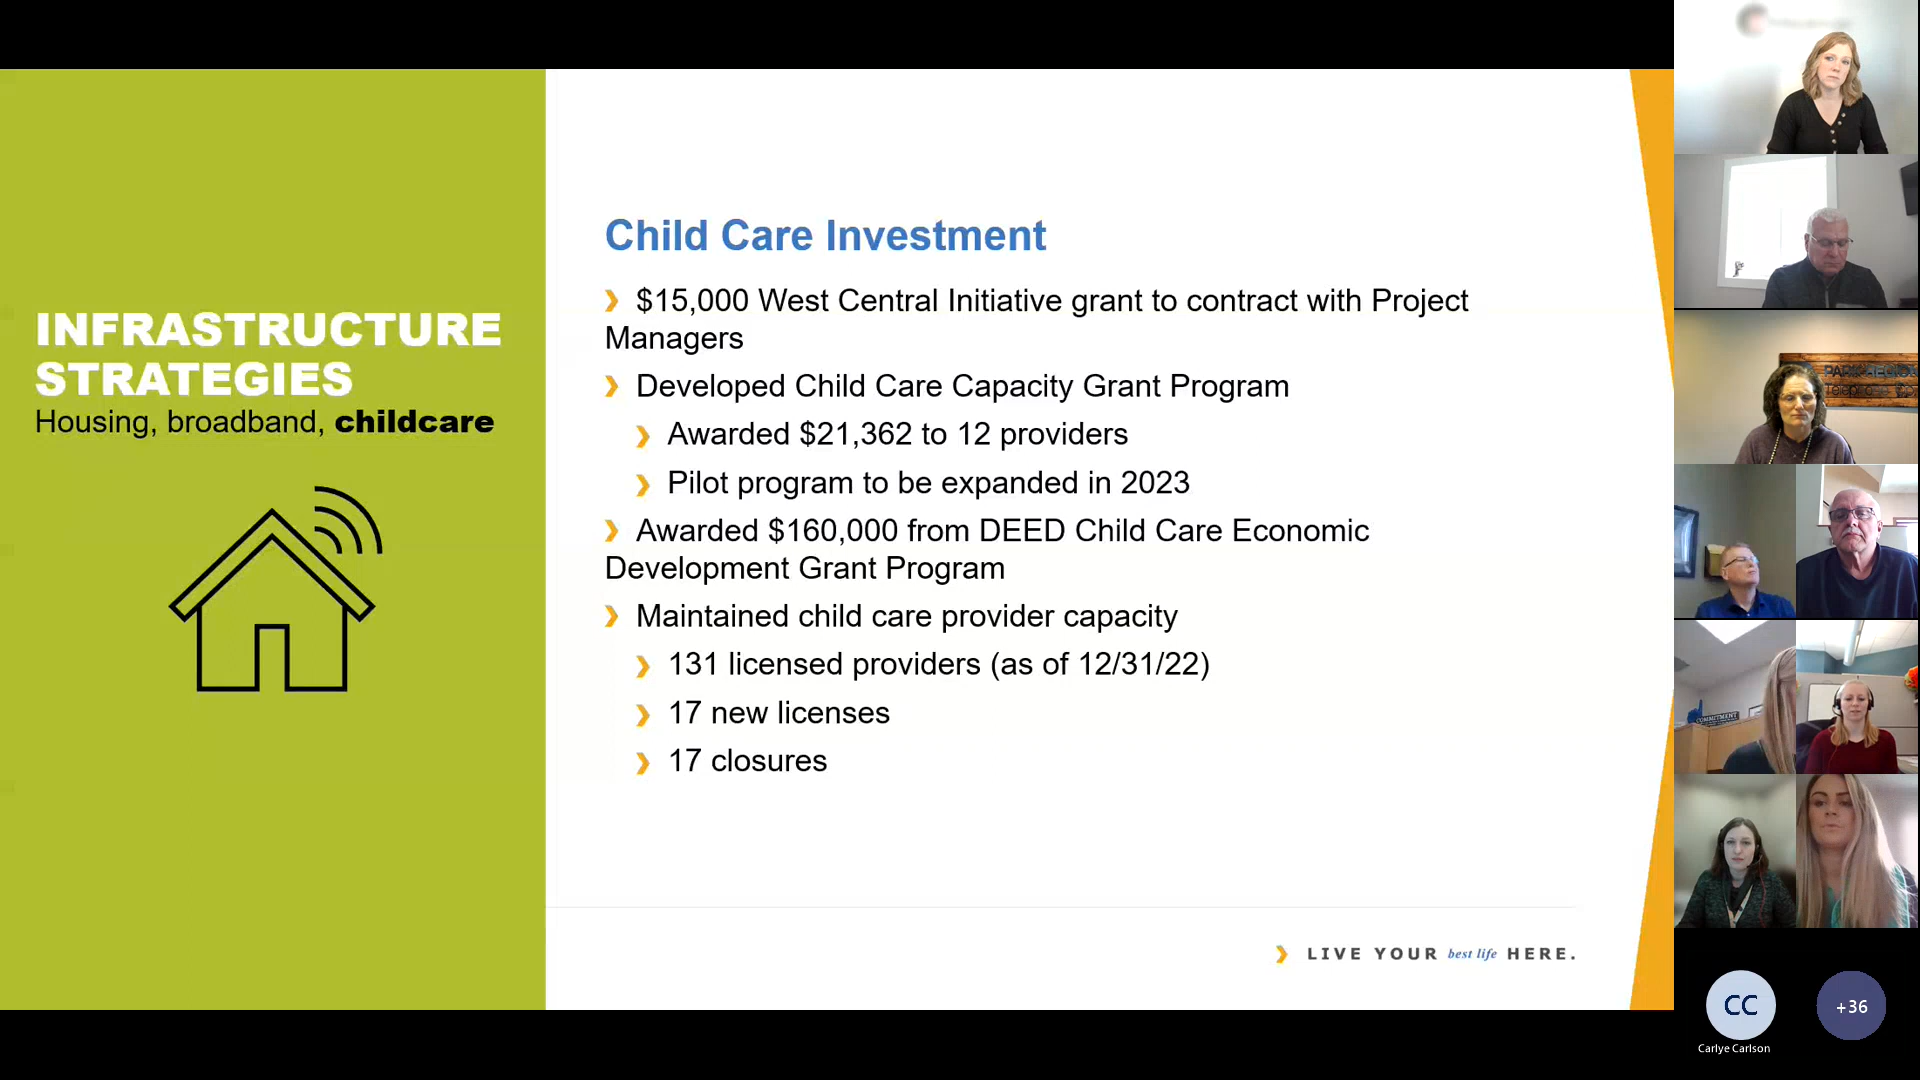 INFRASTRUCTURE
STRATEGIES
Housing, broadband, childcare
Child Care Investment
$15,000 West Central Initiative grant to contract with Project
Managers
Developed Child Care Capacity Grant Program
Awarded $21,362 to 12 providers
Pilot program to be expanded in 2023
Awarded $160,000 from DEED Child Care Economic
Development Grant Program
Maintained child care provider capacity
131 licensed providers (as of 12/31/22)
17 new licenses
17 closures
LIVE YOUR best life HERE.
PARK REGION
COMMITMENT
CC
Carlye Carlson
+36